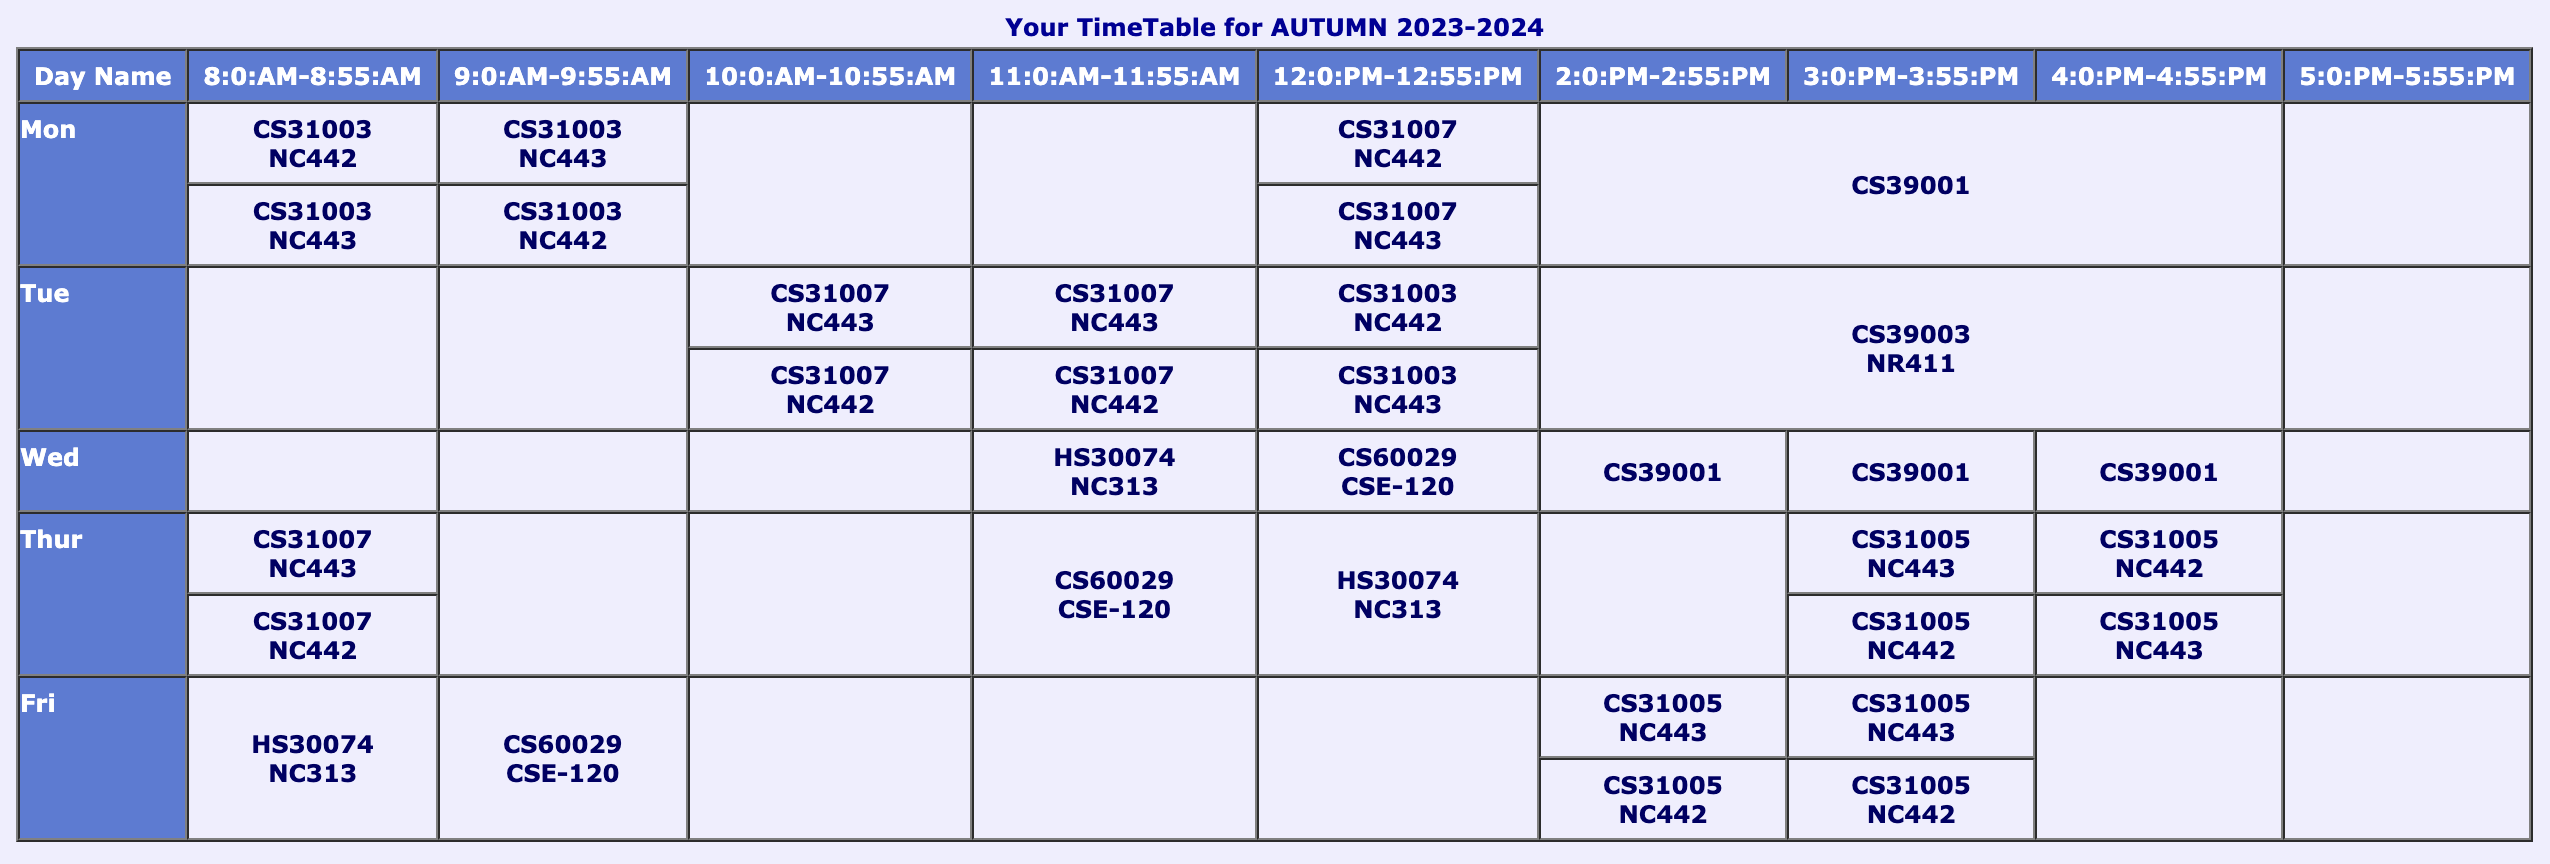 Your TimeTable for AUTUMN 2023-2024
Day Name 8:0:AM-8:55:AM 9:0:AM-9:55:AM 10:0:AM-10:55:AM 11:0:AM-11:55:AM 12:0:PM-12:55:PM 2:0:PM-2:55:PM 3:0:PM-3:55:PM 4:0:PM-4:55:PM 5:0:PM-5:55:PM
Mon CS31003 CS31003 CS31007
NC442 NC443 NC442
CS39001
CS31003 CS31003 CS31007
NC443 NC442 NC443
Tue CS31007 CS31007 CS31003
NC443 NC443 NC442
CS39003
NR411
CS31007 CS31007 CS31003
NC442 NC442 NC443
Wed HS30074 CS60029
NC313 CSE-120
CS39001 CS39001 CS39001
Thur CS31007 CS31005 CS31005
NC443 NC443 NC442
CS60029 HS30074
CSE-120 NC313
CS31007 CS31005 CS31005
NC442 NC442 NC443
Fri CS31005 CS31005
NC443 NC443
HS30074 CS60029
NC313 CSE-120
CS31005 CS31005
NC442 NC442